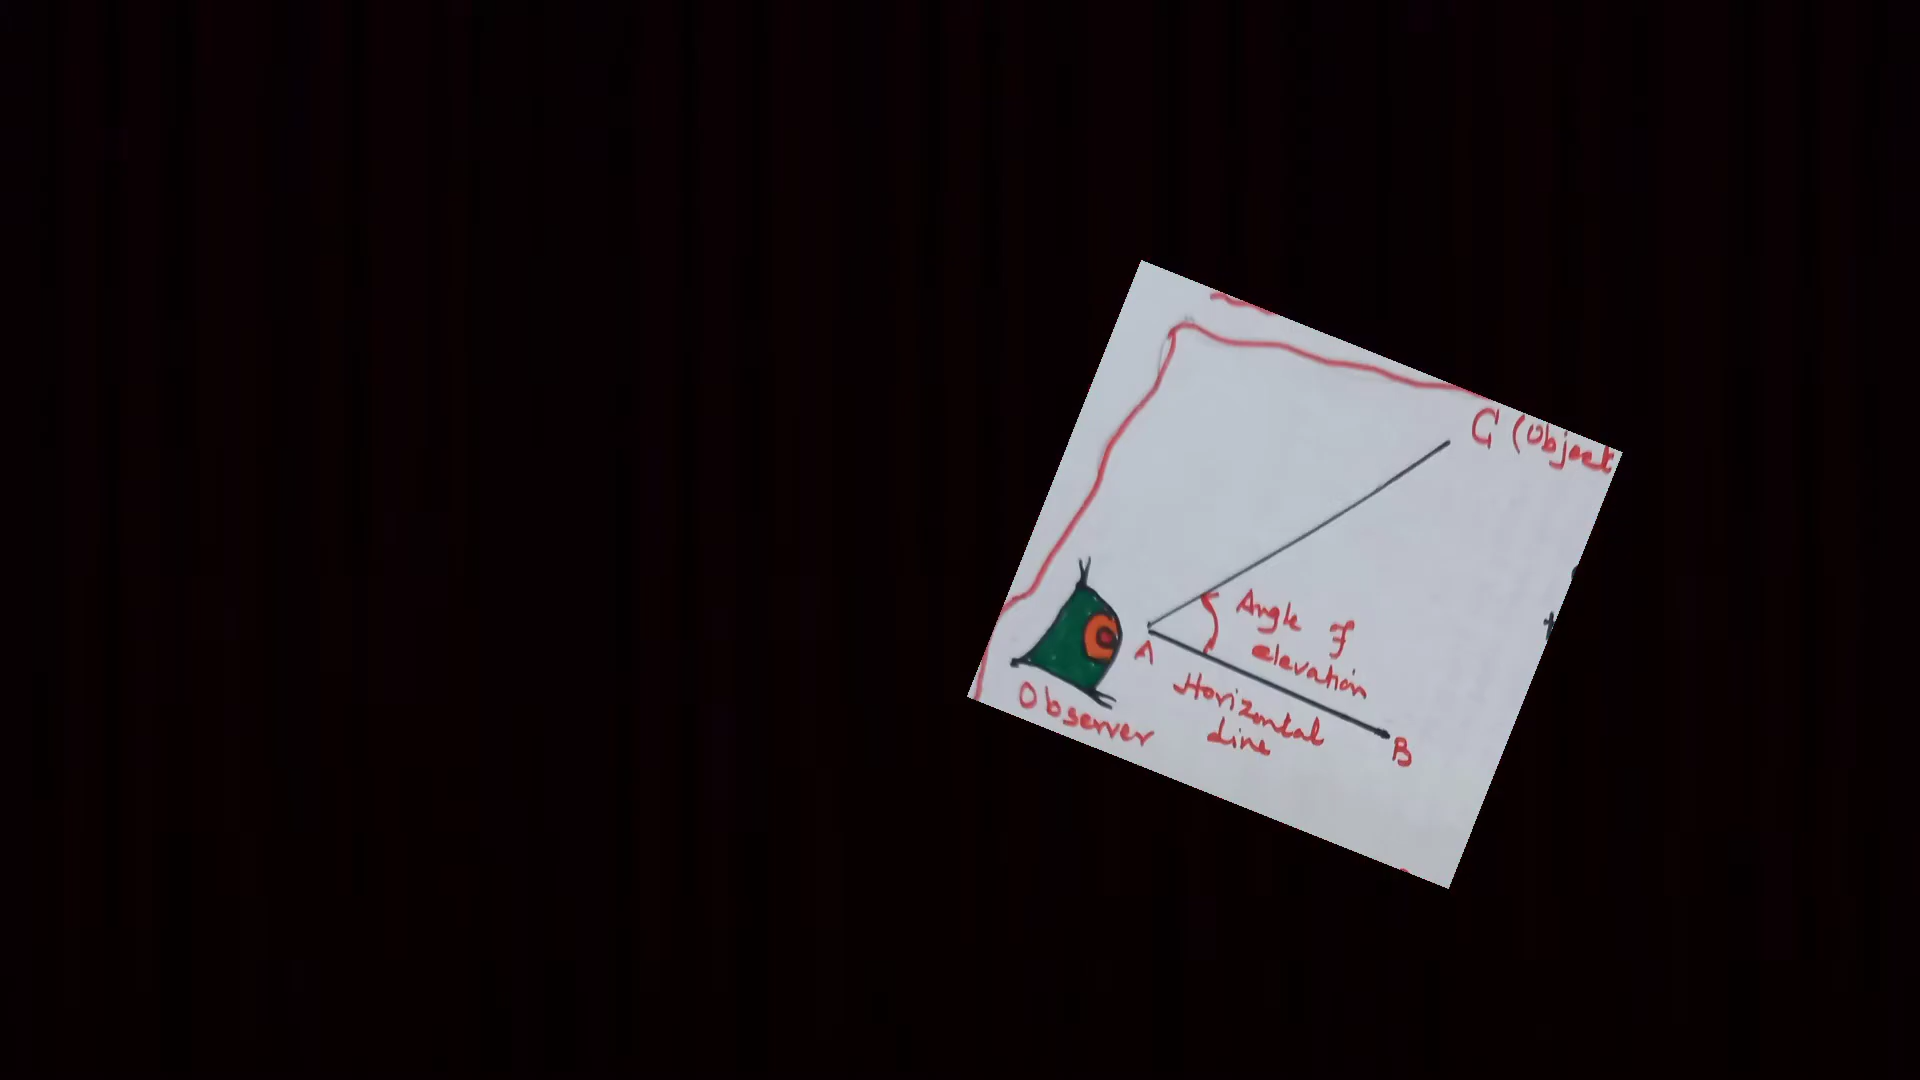 C (Object
Angle of
elevation
A
Horizontal
Line
B
Observer